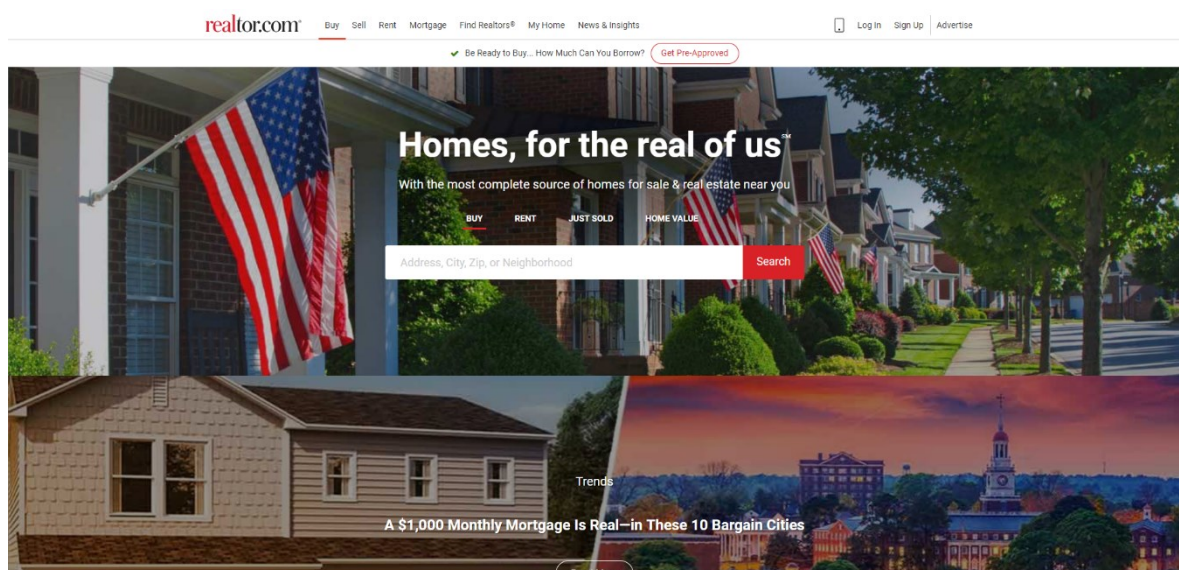 realtor.com®
Buy Sell Rent Mortgage Find Realtors® My Home News & Insights Log In Sign Up Advertise
Be Ready to Buy... How Much Can You Borrow? Get Pre-Approved
Homes, for the real of us℠
With the most complete source of homes for sale & real estate near you
BUY RENT JUST SOLD HOME VALUE
Address, City, Zip, or Neighborhood Search
Trends
A $1,000 Monthly Mortgage Is Real—in These 10 Bargain Cities